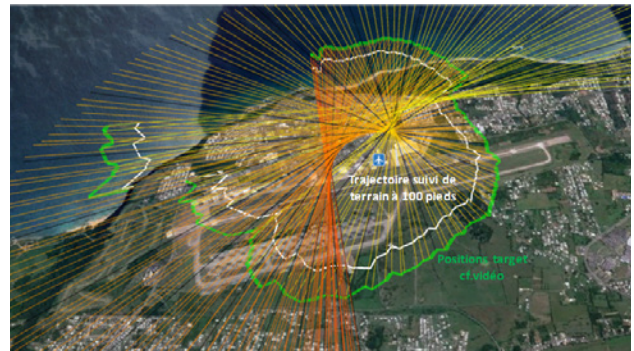 Trajectoire suivi de
terrain à 100 pieds
Positions target
cf.vidéo